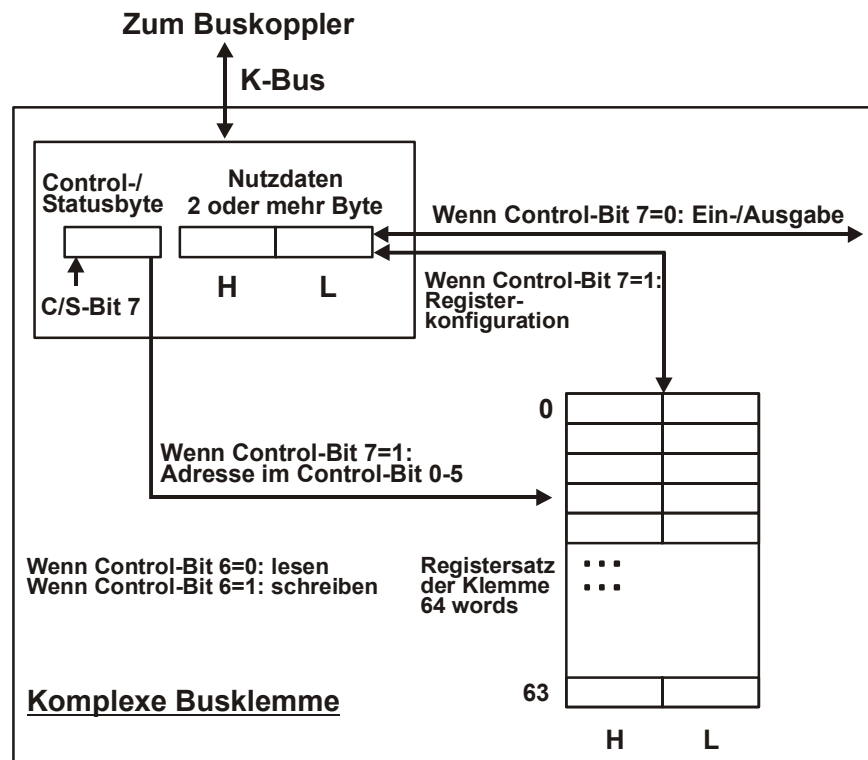 Zum Buskoppler
K-Bus
Control-/
Statusbyte
Nutzdaten
2 oder mehr Byte
H
L
C/S-Bit 7
Wenn Control-Bit 7=0: Ein-/Ausgabe
Wenn Control-Bit 7=1:
Register-
konfiguration
Wenn Control-Bit 7=1:
Adresse im Control-Bit 0-5
0
Wenn Control-Bit 6=0: lesen
Wenn Control-Bit 6=1: schreiben
Registersatz
der Klemme
64 words
63
H
L
Komplexe Busklemme